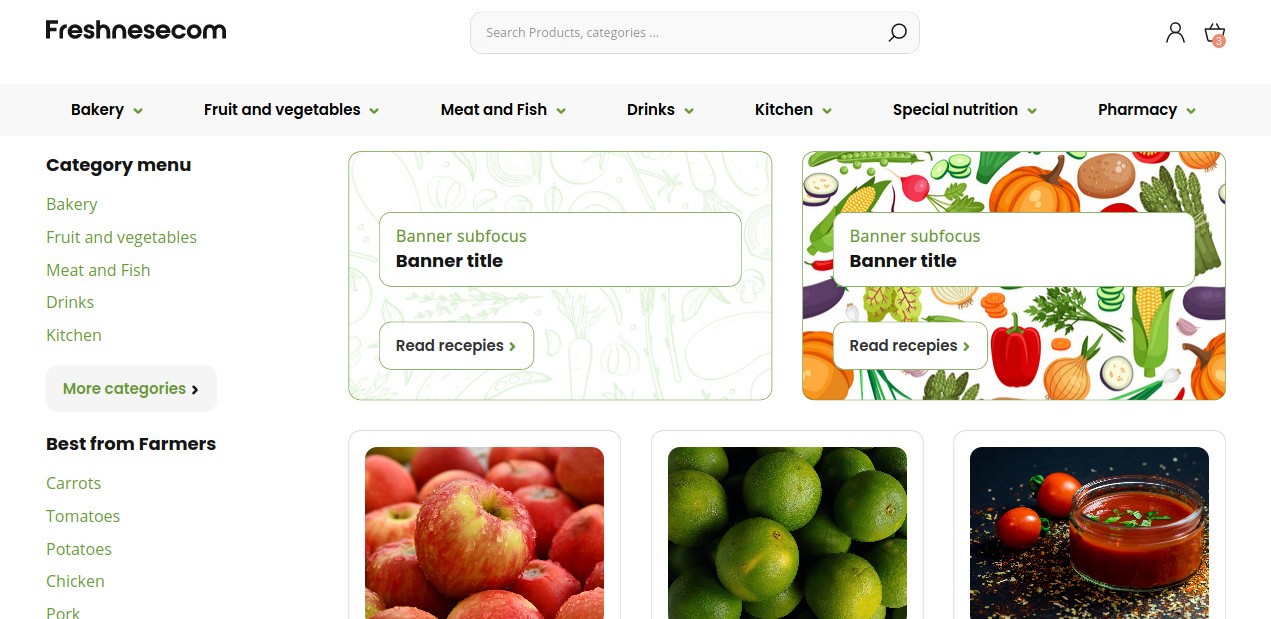 Freshnesecom
Search Products, categories ...
3
Bakery
Fruit and vegetables
Meat and Fish
Drinks
Kitchen
Special nutrition
Pharmacy
Category menu
Bakery
Fruit and vegetables
Meat and Fish
Drinks
Kitchen
More categories
Best from Farmers
Carrots
Tomatoes
Potatoes
Chicken
Pork
Banner subfocus
Banner title
Read recepies
Banner subfocus
Banner title
Read recepies